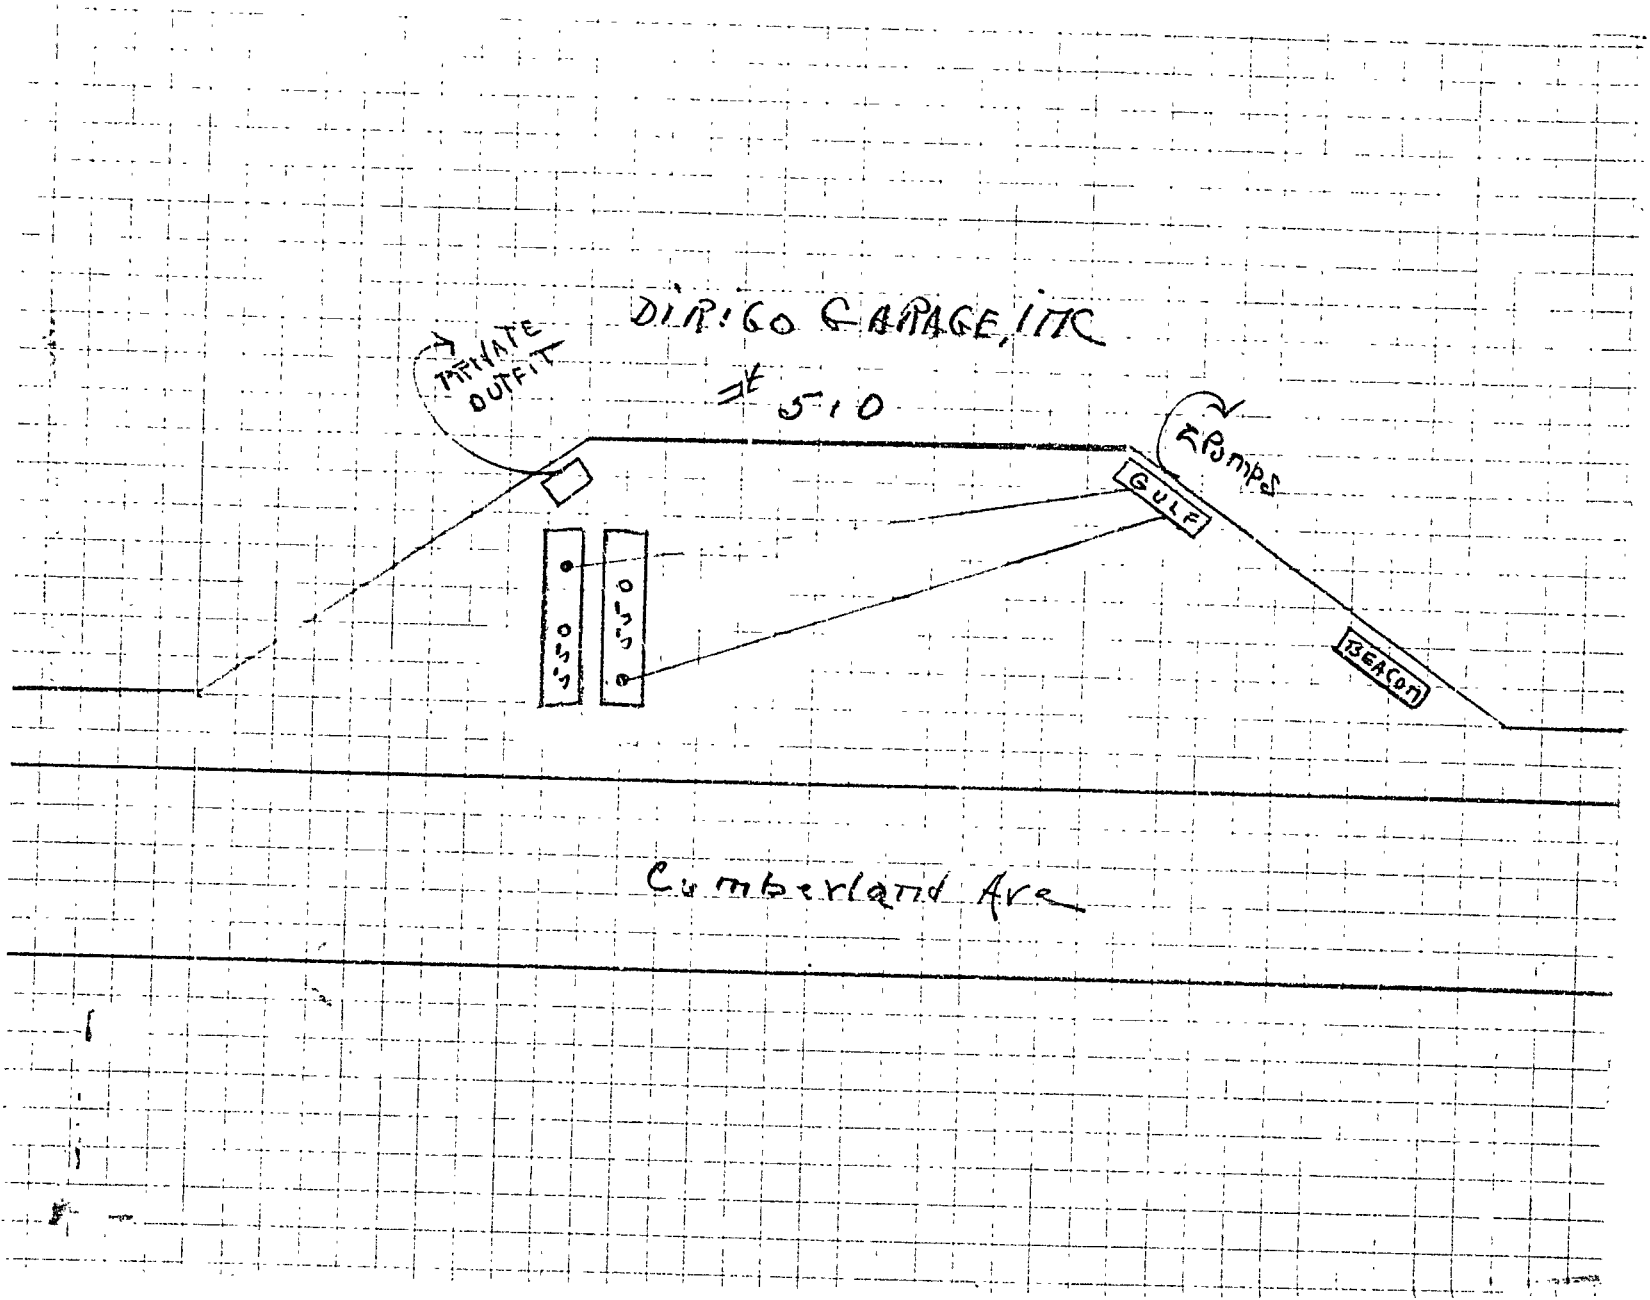 DIRIGO GARAGE, INC
# 510
PRIVATE
OUTFIT
2 Pumps
GULF
BEACON
Cumberland Ave